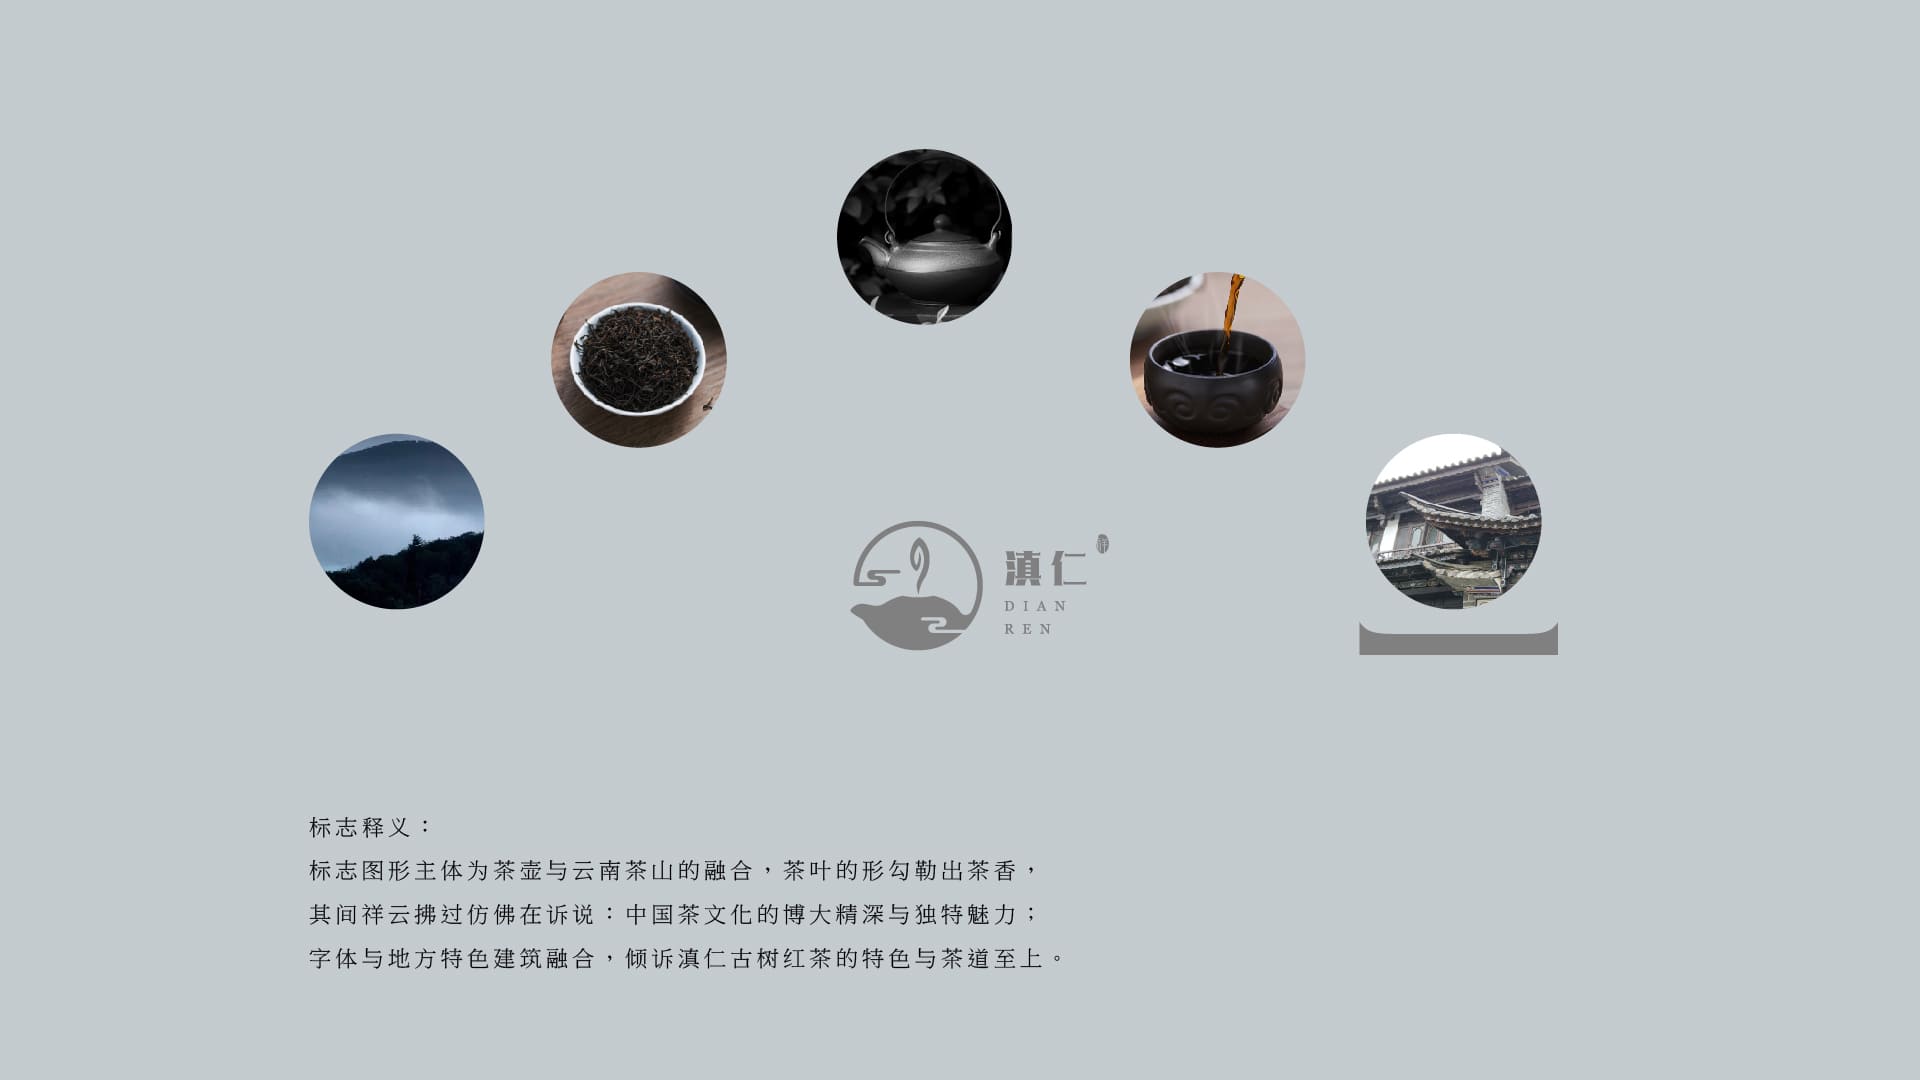 滇仁
DIAN
REN
标志释义：
标志图形主体为茶壶与云南茶山的融合，茶叶的形勾勒出茶香，
其间祥云拂过仿佛在诉说：中国茶文化的博大精深与独特魅力；
字体与地方特色建筑融合，倾诉滇仁古树红茶的特色与茶道至上。